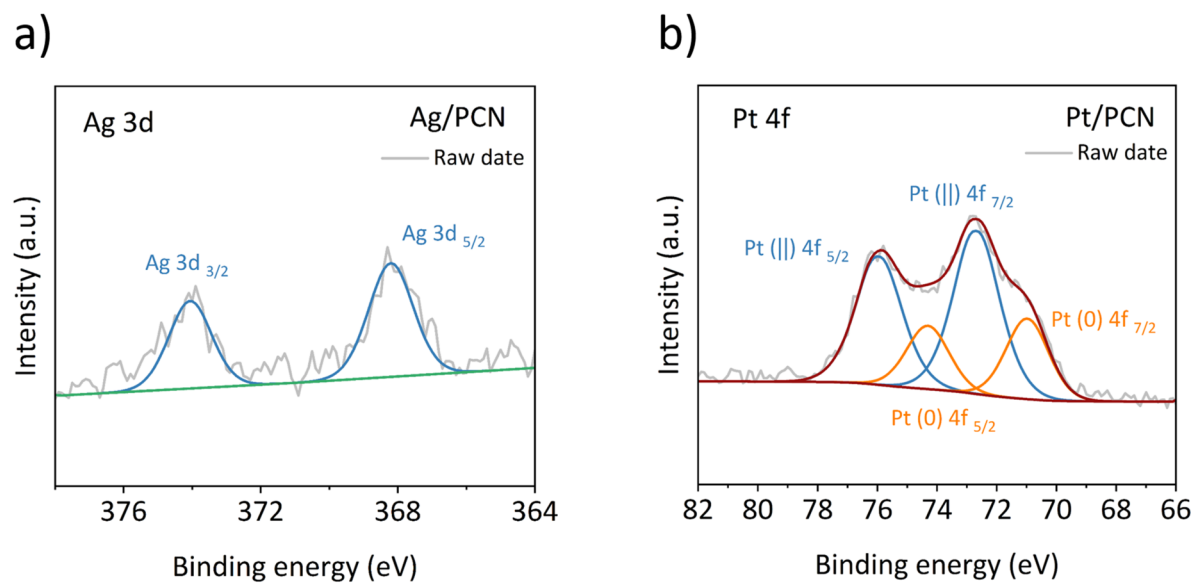 a)
Ag 3d
Ag/PCN
Raw date
Ag 3d 5/2
Ag 3d 3/2
Intensity (a.u.)
376
372
368
364
Binding energy (eV)
b)
Pt 4f
Pt/PCN
Raw date
Pt (||) 4f 7/2
Pt (||) 4f 5/2
Pt (0) 4f 7/2
Pt (0) 4f 5/2
Intensity (a.u.)
82 80 78 76 74 72 70 68 66
Binding energy (eV)